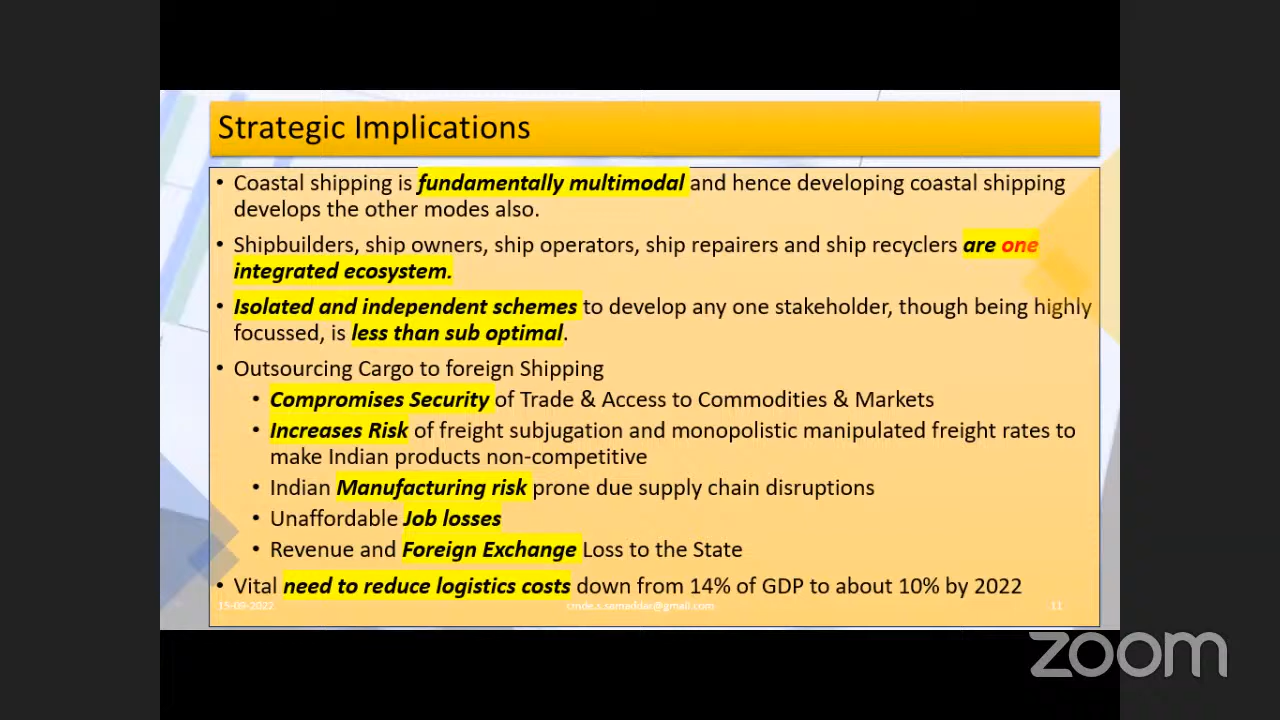 Strategic Implications
• Coastal shipping is fundamentally multimodal and hence developing coastal shipping
develops the other modes also.
• Shipbuilders, ship owners, ship operators, ship repairers and ship recyclers are one
integrated ecosystem.
• Isolated and independent schemes to develop any one stakeholder, though being highly
focussed, is less than sub optimal.
• Outsourcing Cargo to foreign Shipping
• Compromises Security of Trade & Access to Commodities & Markets
• Increases Risk of freight subjugation and monopolistic manipulated freight rates to
make Indian products non-competitive
• Indian Manufacturing risk prone due supply chain disruptions
• Unaffordable Job losses
• Revenue and Foreign Exchange Loss to the State
• Vital need to reduce logistics costs down from 14% of GDP to about 10% by 2022
15-09-2022 cmde.s.samaddar@gmail.com 11
zoom